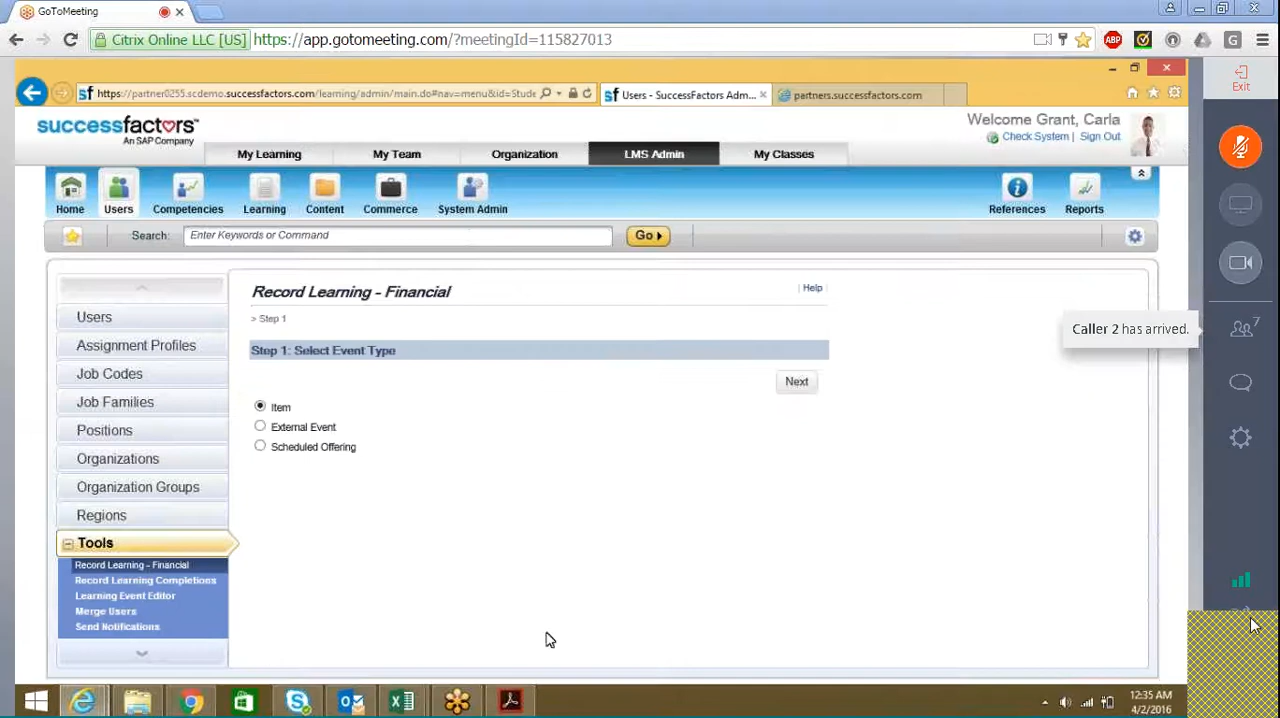 GoToMeeting
Citrix Online LLC [US] https://app.gotomeeting.com/?meetingId=115827013
ABP
G
sf https://partner0255.scdemo.successfactors.com/learning/admin/main.do#nav=menu&id=Stude
sf Users - SuccessFactors Adm...
partners.successfactors.com
Exit
successfactors™
An SAP Company
Welcome Grant, Carla
Check System | Sign Out
My Learning My Team Organization LMS Admin My Classes
Home Users Competencies Learning Content Commerce System Admin References Reports
Search: Enter Keywords or Command Go
Record Learning - Financial
| Help
> Step 1
Step 1: Select Event Type
Next
Item
External Event
Scheduled Offering
Users
Assignment Profiles
Job Codes
Job Families
Positions
Organizations
Organization Groups
Regions
Tools
Record Learning - Financial
Record Learning Completions
Learning Event Editor
Merge Users
Send Notifications
Caller 2 has arrived.
7
12:35 AM
4/2/2016